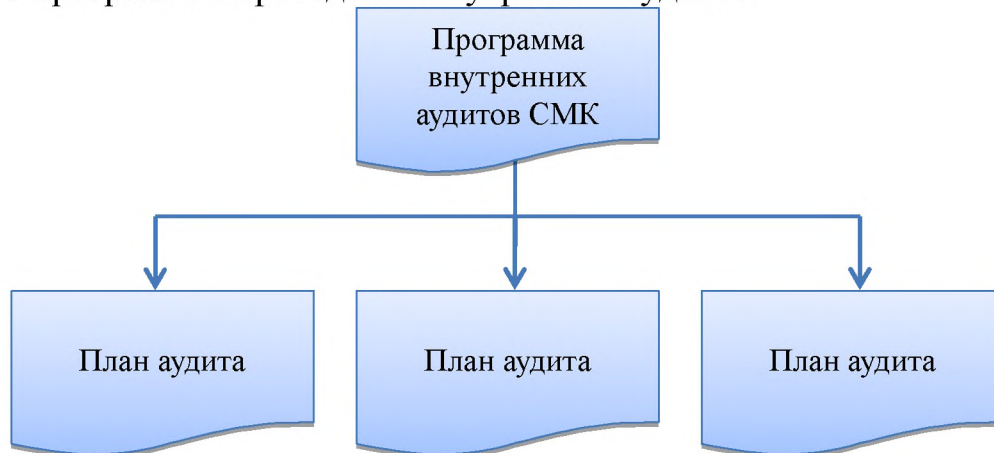 Программа
внутренних
аудитов СМК
План аудита
План аудита
План аудита